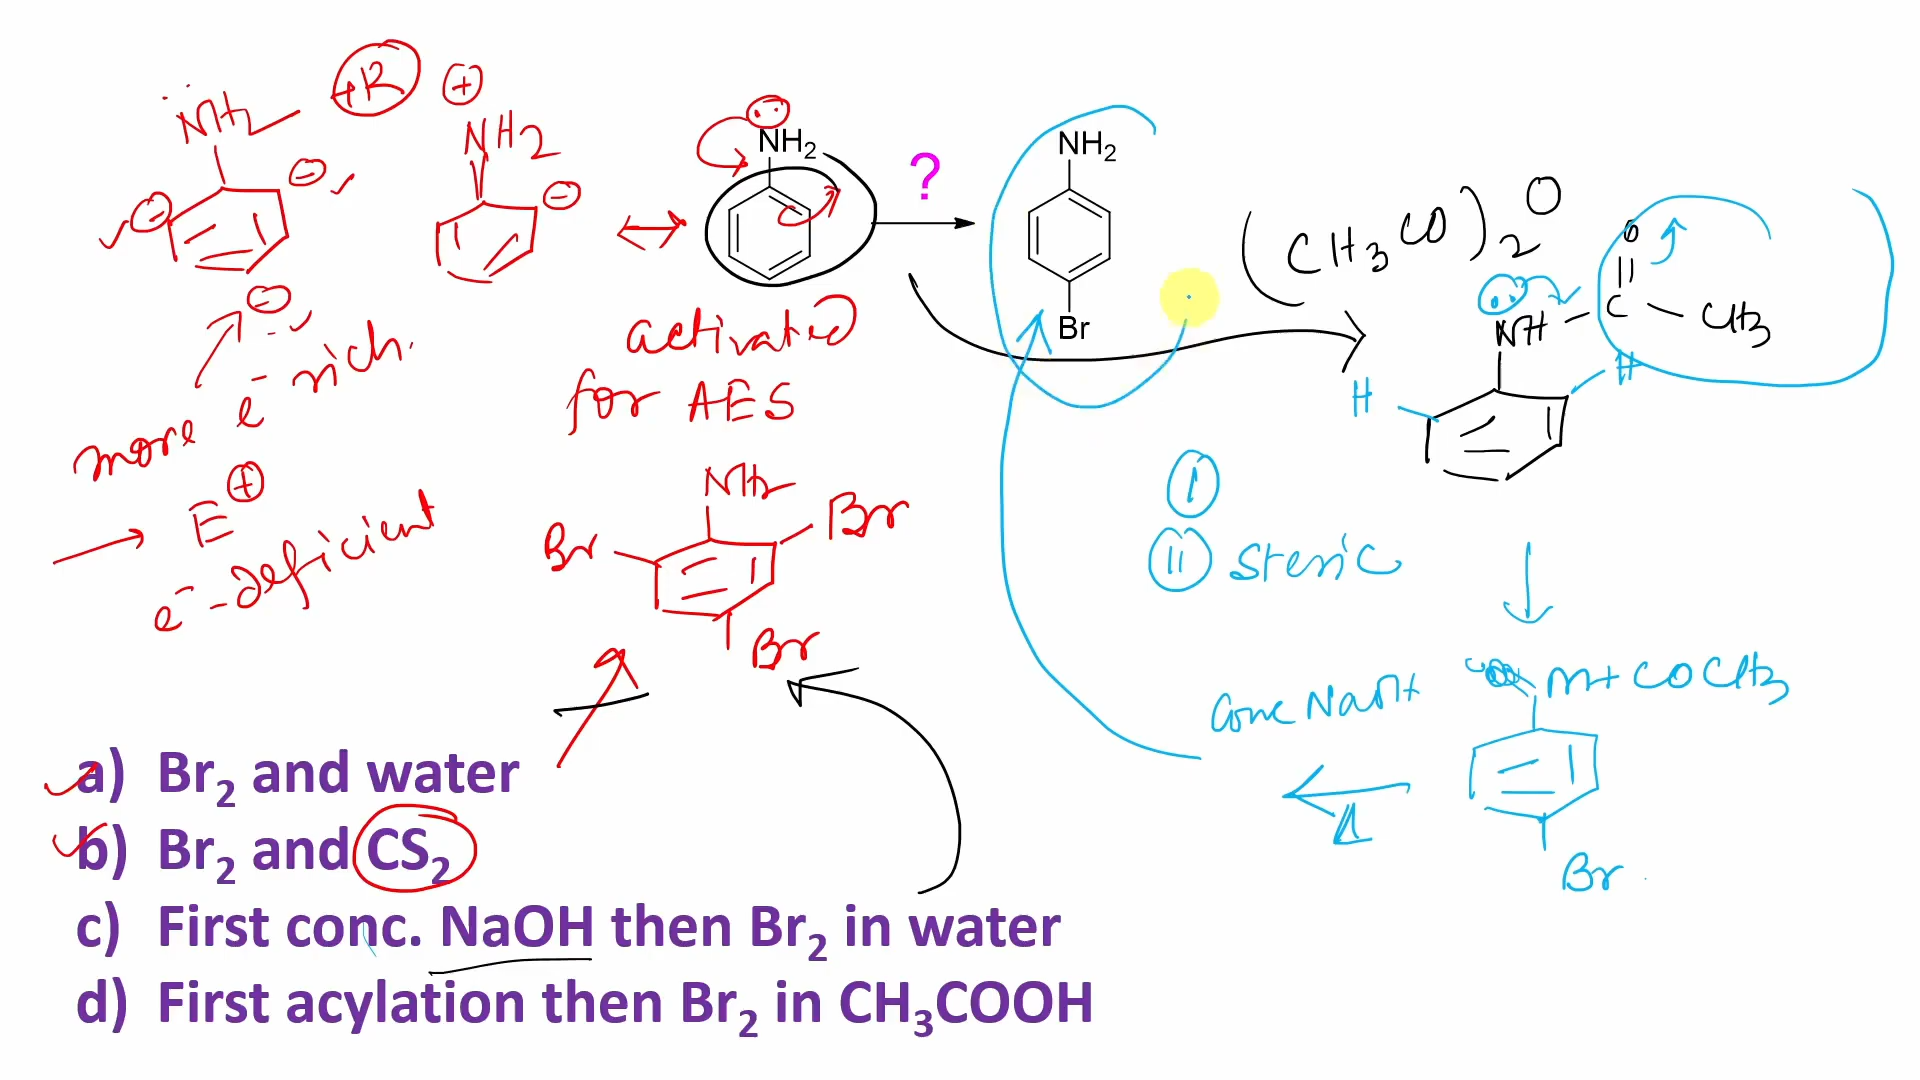 NH2
+R
+
NH2
NH2
?
NH2
(CH3CO)2O
O
C
CH3
NH
H
H
Br
more e- rich.
activated
for AES
E+
e- -deficient
NH2
Br
Br
Br
I
II Steric
Conc NaOH
NHCOCH3
Br
a) Br2 and water
b) Br2 and CS2
c) First conc. NaOH then Br2 in water
d) First acylation then Br2 in CH3COOH